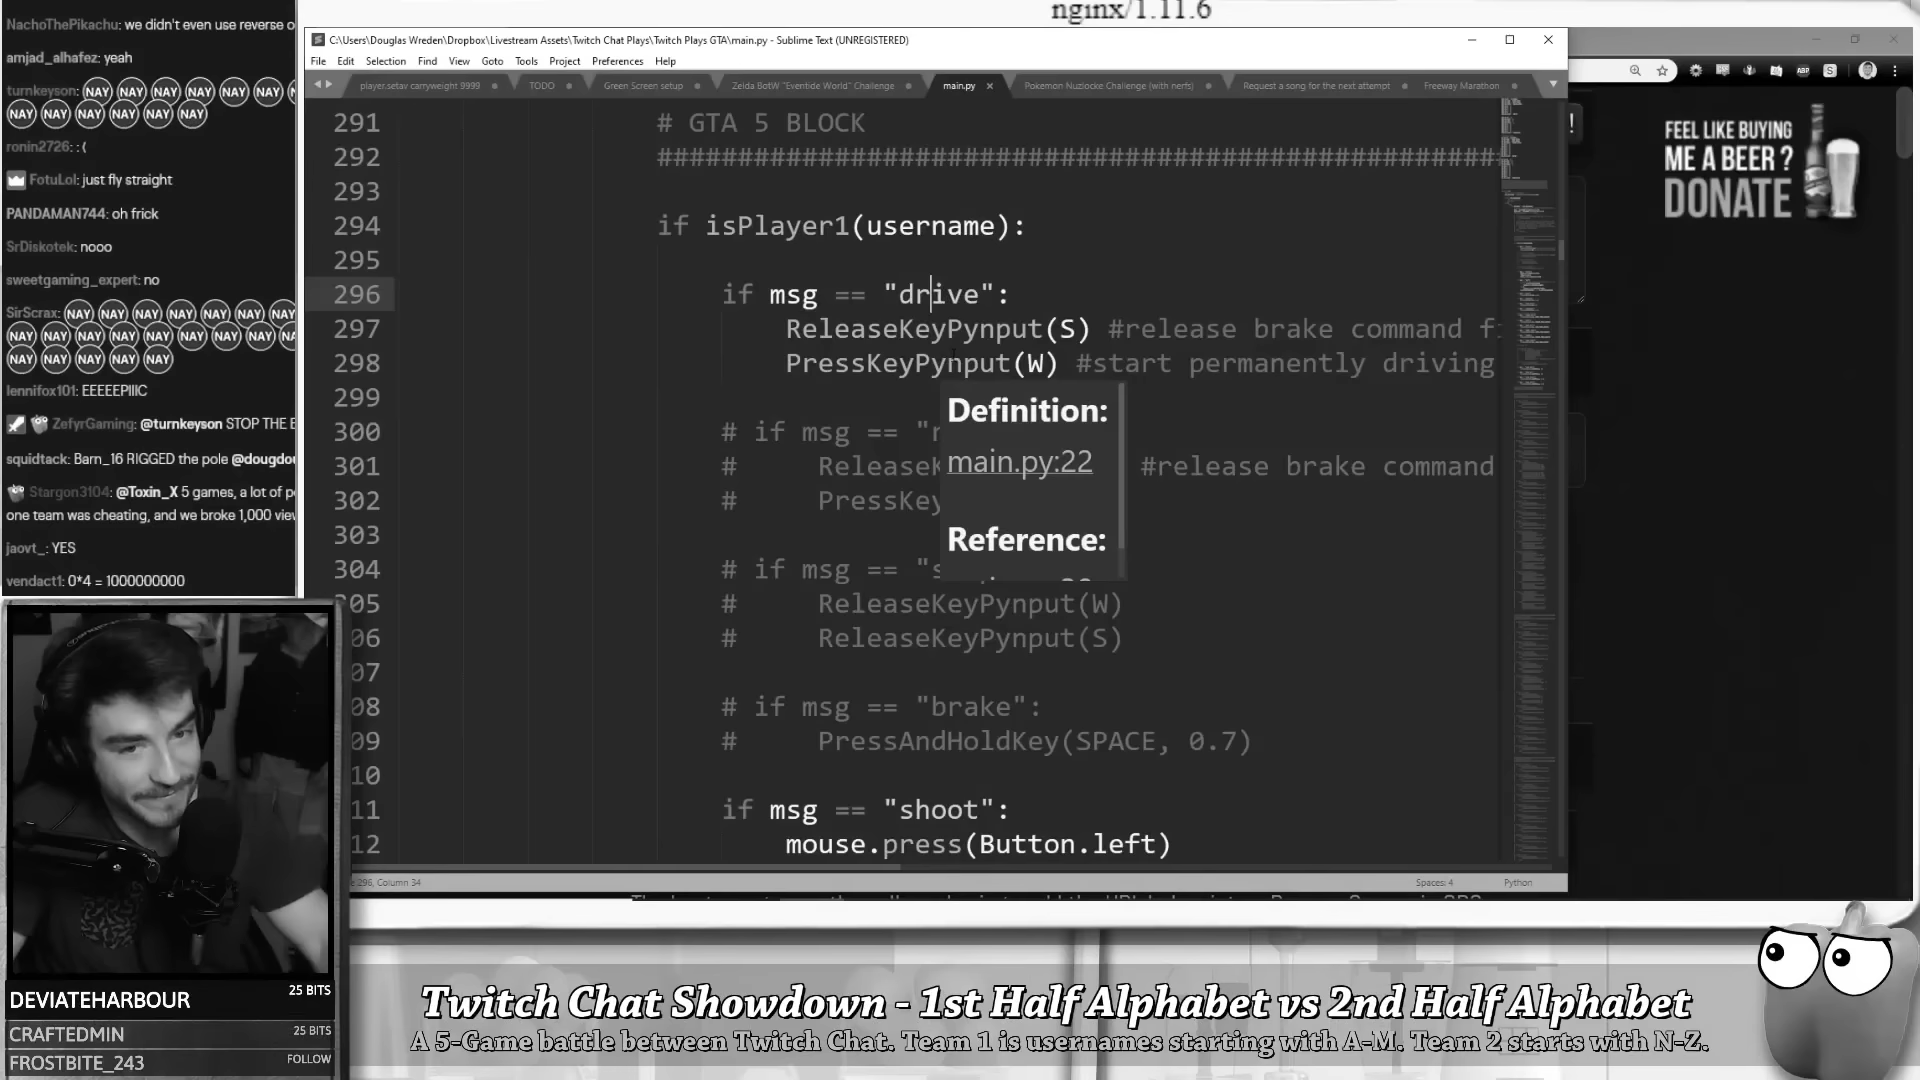 nginx/1.11.6
NachoThePikachu: we didn't even use reverse o
amjad_alhafez: yeah
turnkeyson: NAY NAY NAY NAY NAY NAY
NAY NAY NAY NAY NAY NAY
ronin2726: :(
FotuLol: just fly straight
PANDAMAN744: oh frick
SrDiskotek: nooo
sweetgaming_expert: no
SirScrax: NAY NAY NAY NAY NAY NAY NAY
NAY NAY NAY NAY NAY NAY NAY NAY
NAY NAY NAY NAY NAY
lennifox101: EEEEEPIIIC
ZefyrGaming: @turnkeyson STOP THE
squidtack: Barn_16 RIGGED the pole @dougdou
Stargon3104: @Toxin_X 5 games, a lot of p
one team was cheating, and we broke 1,000 view
jaovt_: YES
vendact1: 0*4 = 1000000000
C:\Users\Douglas Wreden\Dropbox\Livestream Assets\Twitch Chat Plays\Twitch Plays GTA\main.py - Sublime Text (UNREGISTERED)
File Edit Selection Find View Goto Tools Project Preferences Help
player.setav carryweight 9999 TODO Green Screen setup Zelda BotW "Eventide World" Challenge main.py Pokemon Nuzlocke Challenge (with nerfs) Request a song for the next attempt Freeway Marathon
291 # GTA 5 BLOCK
292 ####################################################
293
294 if isPlayer1(username):
295
296 if msg == "drive":
297 ReleaseKeyPynput(S) #release brake command f
298 PressKeyPynput(W) #start permanently driving
299
300 # if msg == "r
301 # ReleaseK #release brake command
302 # PressKey
303
304 # if msg == "s
305 # ReleaseKeyPynput(W)
06 # ReleaseKeyPynput(S)
07
08 # if msg == "brake":
09 # PressAndHoldKey(SPACE, 0.7)
10
11 if msg == "shoot":
12 mouse.press(Button.left)
Definition:
main.py:22
Reference:
296, Column 34
Spaces: 4
Python
ABP
S
!
FEEL LIKE BUYING
ME A BEER ?
DONATE
DEVIATEHARBOUR 25 BITS
CRAFTEDMIN 25 BITS
FROSTBITE_243 FOLLOW
Twitch Chat Showdown - 1st Half Alphabet vs 2nd Half Alphabet
A 5-Game battle between Twitch Chat. Team 1 is usernames starting with A-M. Team 2 starts with N-Z.